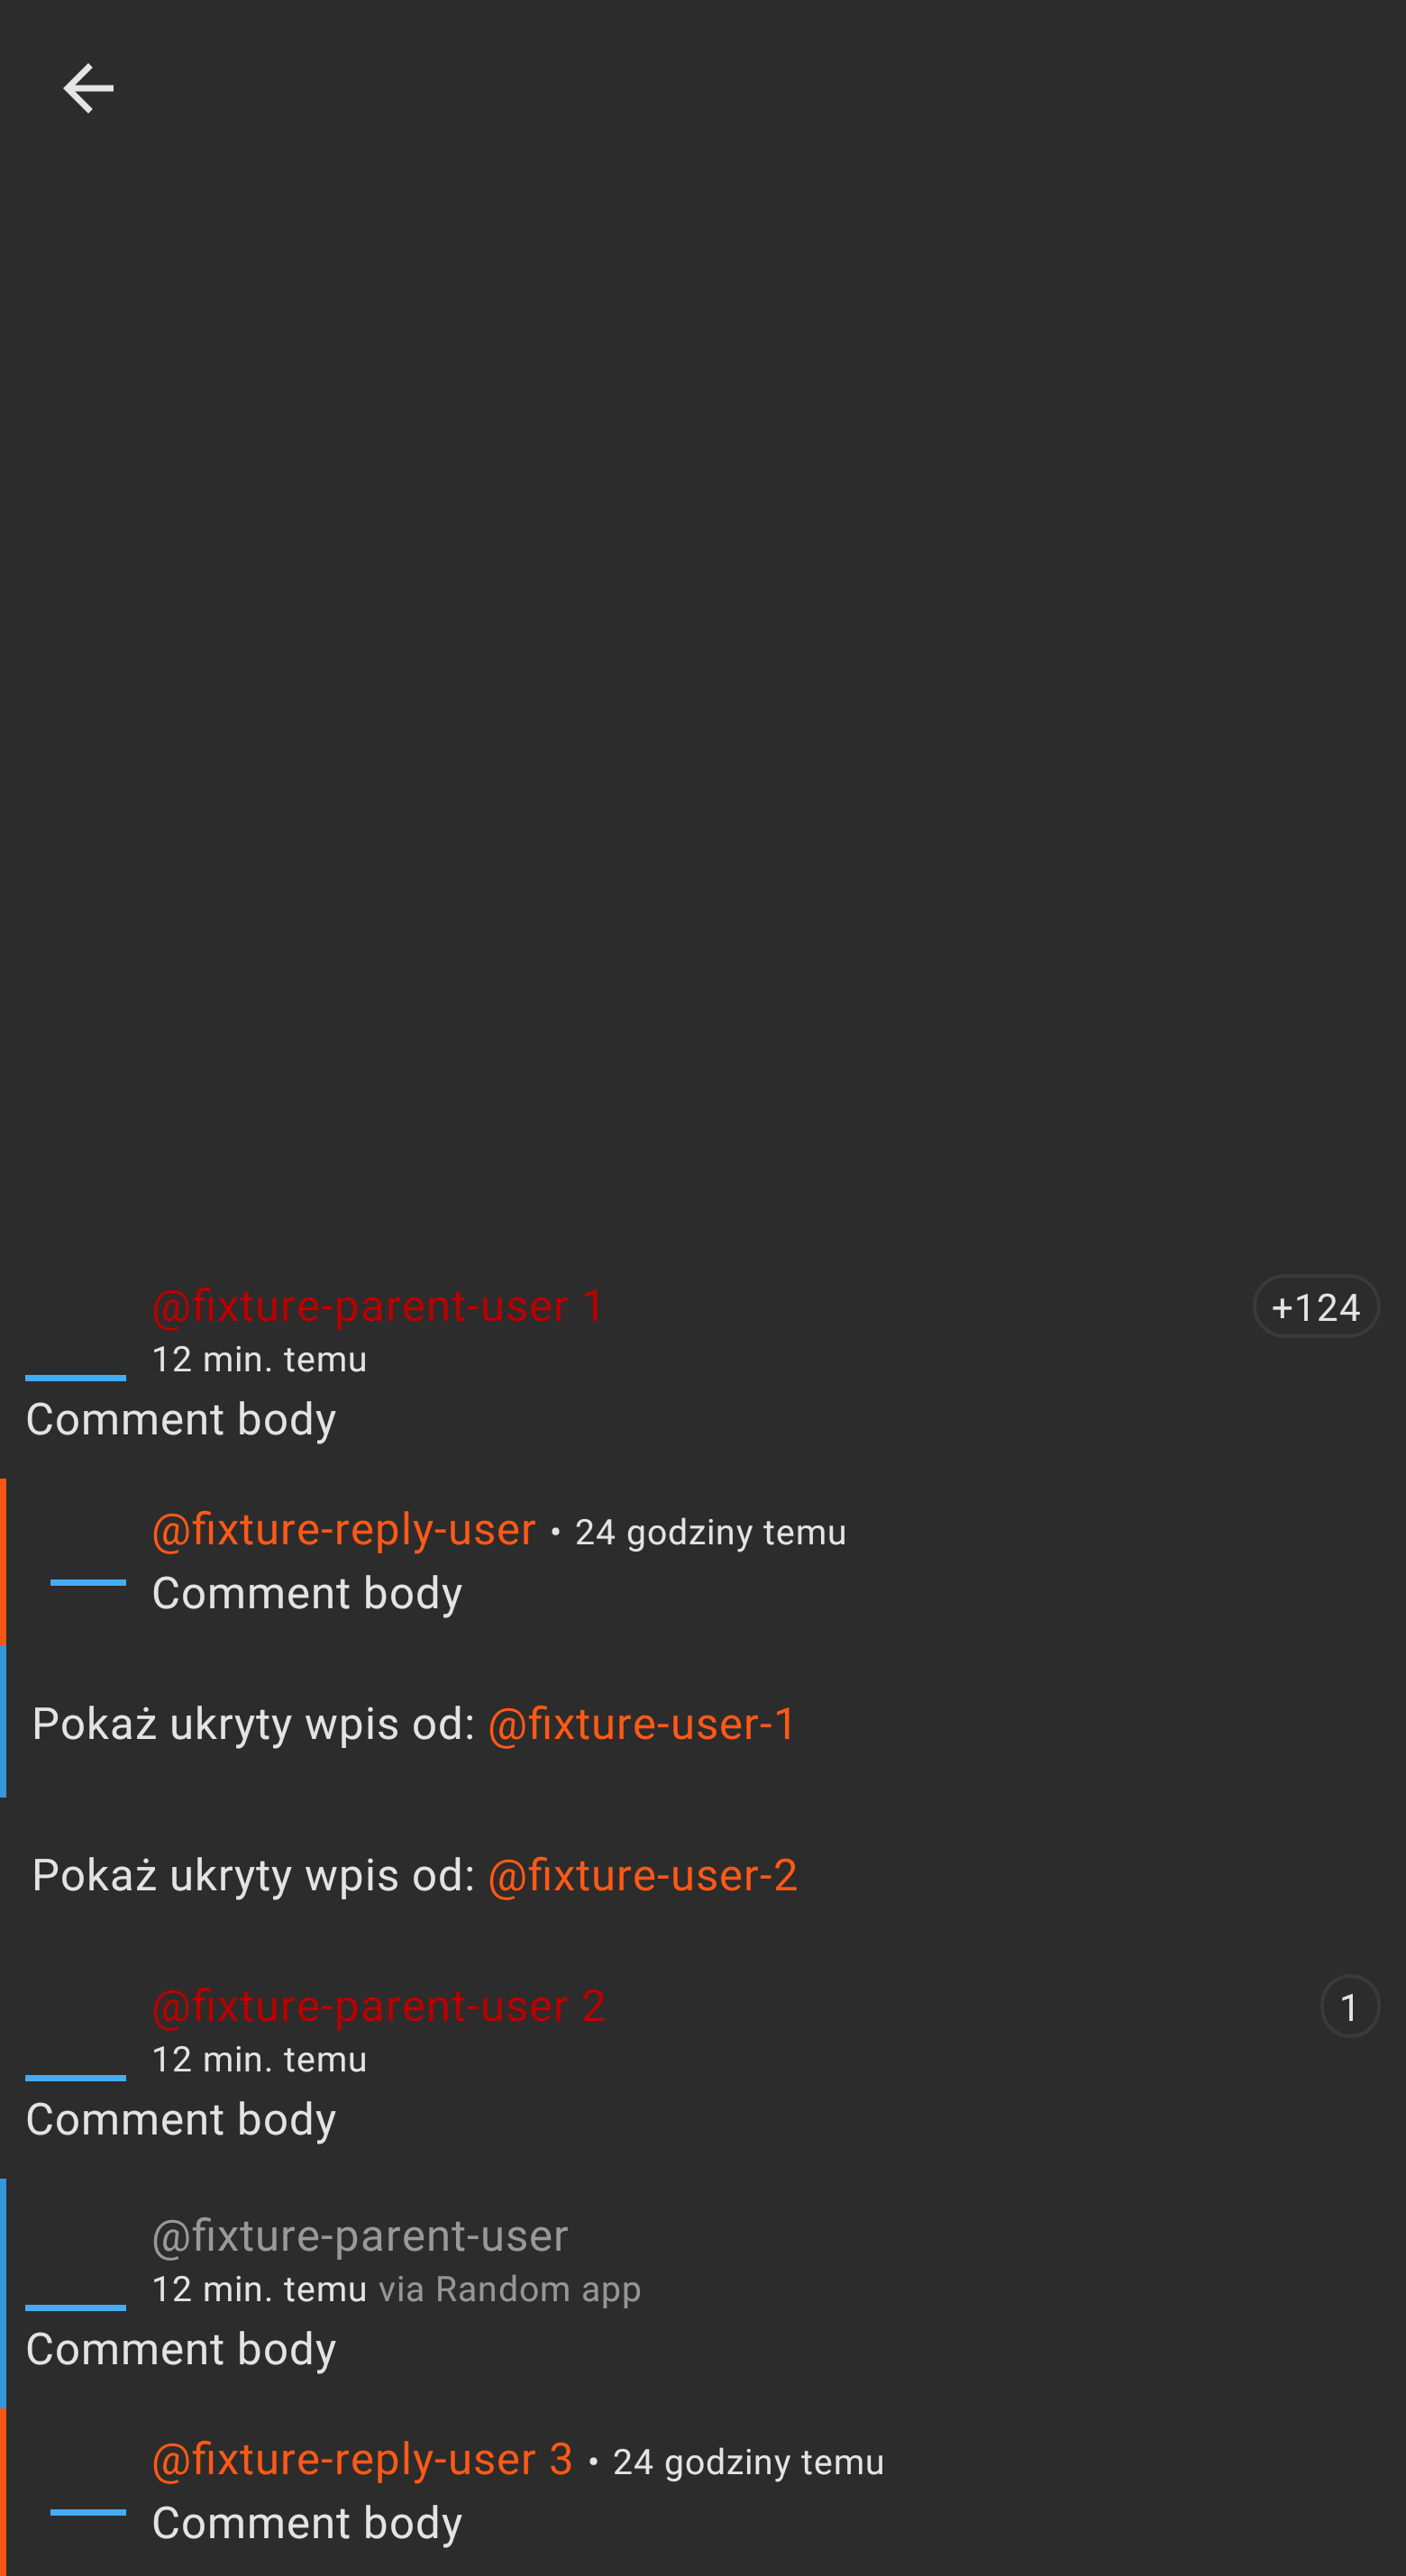 @fixture-parent-user 1
+124
12 min. temu
Comment body
@fixture-reply-user • 24 godziny temu
Comment body
Pokaż ukryty wpis od: @fixture-user-1
Pokaż ukryty wpis od: @fixture-user-2
@fixture-parent-user 2
1
12 min. temu
Comment body
@fixture-parent-user
12 min. temu via Random app
Comment body
@fixture-reply-user 3 • 24 godziny temu
Comment body